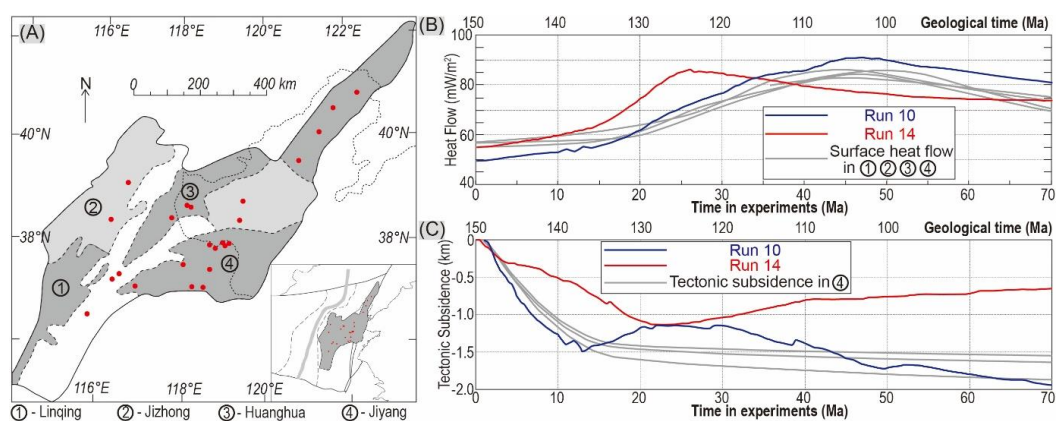 (A)
116°E 118°E 120°E 122°E
N
0 200 400 km
40°N 40°N
38°N 38°N
① ② ③ ④
116°E 118°E 120°E
① - Linqing ② - Jizhong ③ - Huanghua ④ - Jiyang
(B)
150 140 130 120 110 100 Geological time (Ma)
Heat Flow (mW/m²)
100
80
60
40
Run 10
Run 14
Surface heat flow
in ①②③④
0 10 20 30 40 50 60 70
Time in experiments (Ma)
(C)
150 140 130 120 110 100 Geological time (Ma)
Tectonic Subsidence (km)
0
-0.5
-1.0
-1.5
-2.0
Run 10
Run 14
Tectonic subsidence in ④
0 10 20 30 40 50 60 70
Time in experiments (Ma)